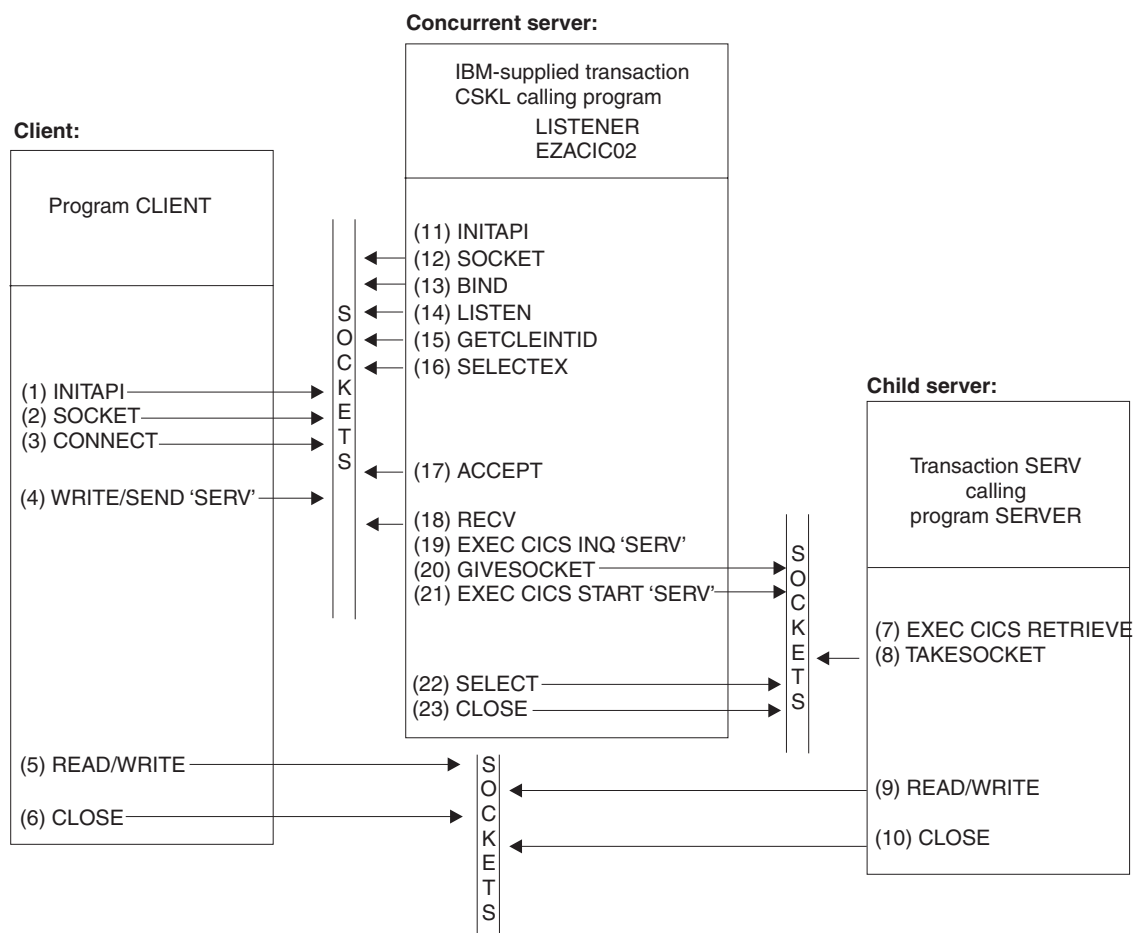 Concurrent server:
IBM-supplied transaction
CSKL calling program
LISTENER
EZACIC02
Client:
Program CLIENT
(11) INITAPI
(12) SOCKET
(13) BIND
(14) LISTEN
(15) GETCLEINTID
(16) SELECTEX
SOCKETS
(1) INITAPI
(2) SOCKET
(3) CONNECT
(4) WRITE/SEND ‘SERV’
(17) ACCEPT
(18) RECV
(19) EXEC CICS INQ ‘SERV’
(20) GIVESOCKET
(21) EXEC CICS START ‘SERV’
(22) SELECT
(23) CLOSE
Child server:
Transaction SERV
calling
program SERVER
SOCKETS
(7) EXEC CICS RETRIEVE
(8) TAKESOCKET
(5) READ/WRITE
(6) CLOSE
SOCKETS
(9) READ/WRITE
(10) CLOSE